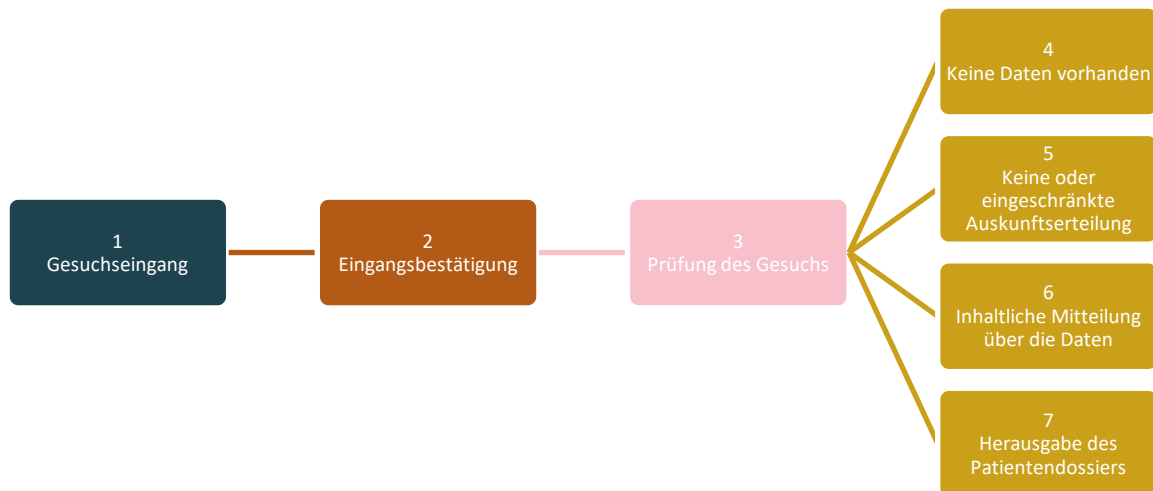 1
Gesuchseingang
2
Eingangsbestätigung
3
Prüfung des Gesuchs
4
Keine Daten vorhanden
5
Keine oder
eingeschränkte
Auskunftserteilung
6
Inhaltliche Mitteilung
über die Daten
7
Herausgabe des
Patientendossiers